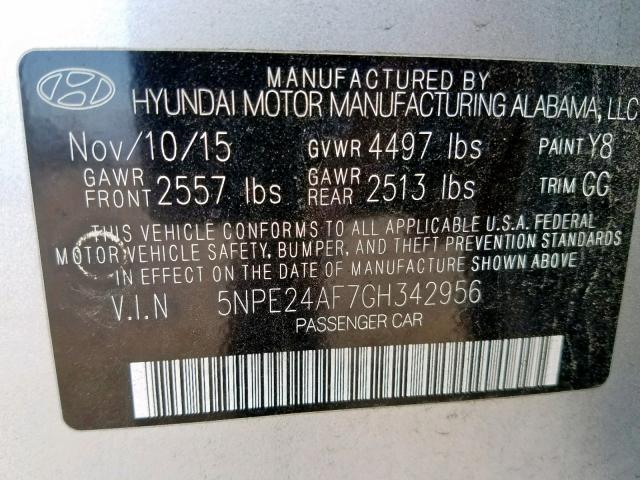 MANUFACTURED BY
HYUNDAI MOTOR MANUFACTURING ALABAMA, LLC
Nov/10/15 GVWR 4497 lbs PAINT Y8
GAWR FRONT 2557 lbs GAWR REAR 2513 lbs TRIM GG
THIS VEHICLE CONFORMS TO ALL APPLICABLE U.S.A. FEDERAL
MOTOR VEHICLE SAFETY, BUMPER, AND THEFT PREVENTION STANDARDS
IN EFFECT ON THE DATE OF MANUFACTURE SHOWN ABOVE
V.I.N 5NPE24AF7GH342956
PASSENGER CAR